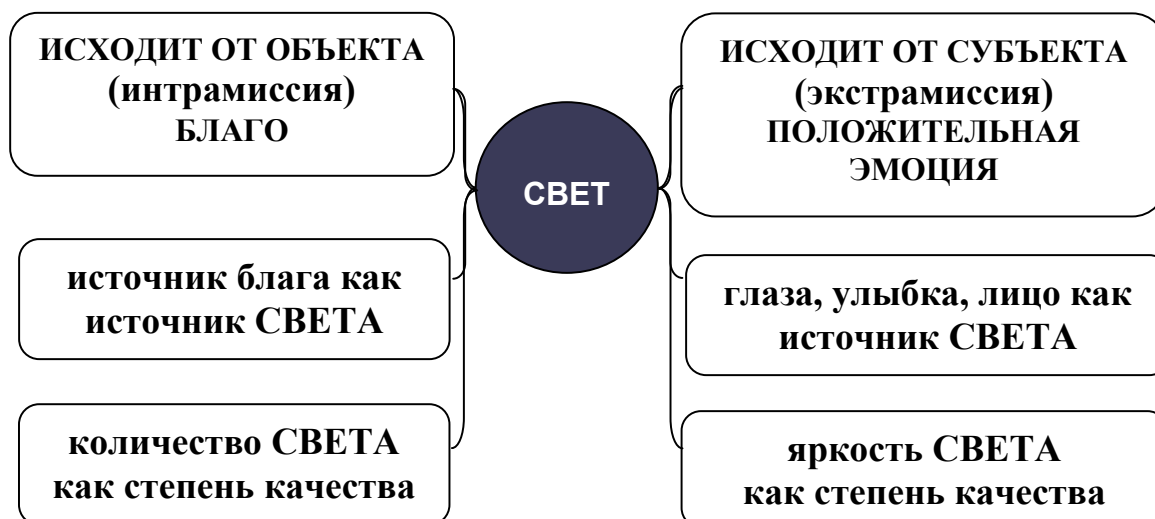 ИСХОДИТ ОТ ОБЪЕКТА
(интрамиссия)
БЛАГО
источник блага как
источник СВЕТА
количество СВЕТА
как степень качества
СВЕТ
ИСХОДИТ ОТ СУБЪЕКТА
(экстрамиссия)
ПОЛОЖИТЕЛЬНАЯ
ЭМОЦИЯ
глаза, улыбка, лицо как
источник СВЕТА
яркость СВЕТА
как степень качества